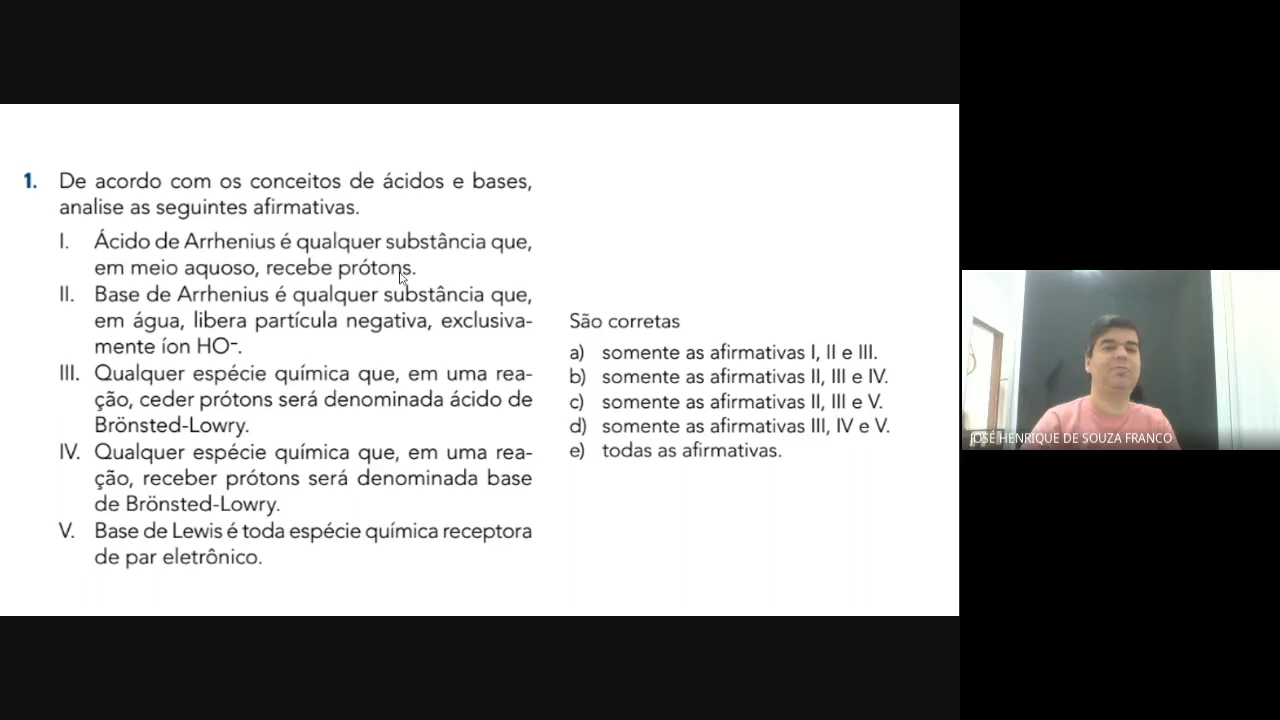 1. De acordo com os conceitos de ácidos e bases,
analise as seguintes afirmativas.
I. Ácido de Arrhenius é qualquer substância que,
em meio aquoso, recebe prótons.
II. Base de Arrhenius é qualquer substância que,
em água, libera partícula negativa, exclusiva-
mente íon HO⁻.
III. Qualquer espécie química que, em uma rea-
ção, ceder prótons será denominada ácido de
Brönsted-Lowry.
IV. Qualquer espécie química que, em uma rea-
ção, receber prótons será denominada base
de Brönsted-Lowry.
V. Base de Lewis é toda espécie química receptora
de par eletrônico.
São corretas
a) somente as afirmativas I, II e III.
b) somente as afirmativas II, III e IV.
c) somente as afirmativas II, III e V.
d) somente as afirmativas III, IV e V.
e) todas as afirmativas.
JOSÉ HENRIQUE DE SOUZA FRANCO